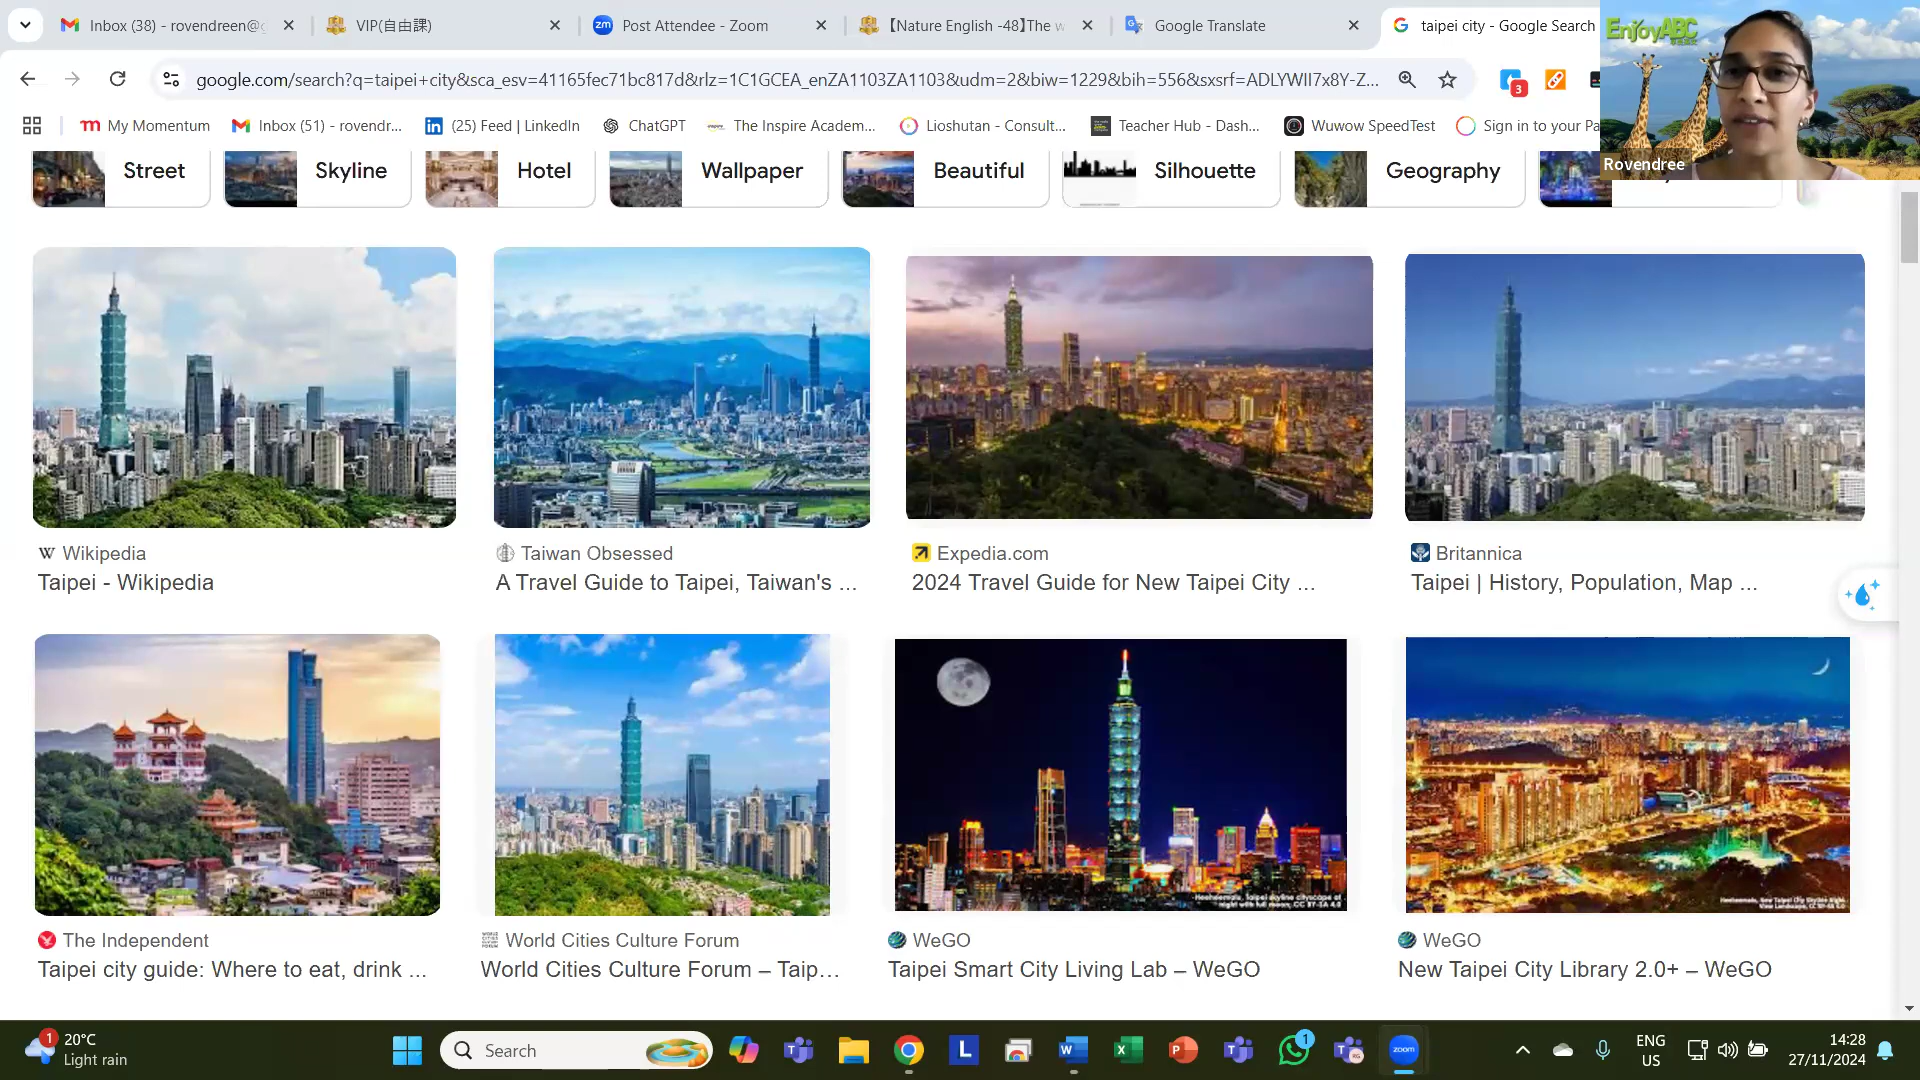 Inbox (38) - rovendreen@g
VIP(自由課)
Post Attendee - Zoom
【Nature English -48】The w
Google Translate
taipei city - Google Search
google.com/search?q=taipei+city&sca_esv=41165fec71bc817d&rlz=1C1GCEA_enZA1103ZA1103&udm=2&biw=1229&bih=556&sxsrf=ADLYWII7x8Y-Z...
3
My Momentum
Inbox (51) - rovendr...
(25) Feed | LinkedIn
ChatGPT
The Inspire Academ...
Lioshutan - Consult...
Teacher Hub - Dash...
Wuwow SpeedTest
Sign in to your Pa
EnjoyABC
Rovendree
Street
Skyline
Hotel
Wallpaper
Beautiful
Silhouette
Geography
Wikipedia
Taipei - Wikipedia
Taiwan Obsessed
A Travel Guide to Taipei, Taiwan's ...
Expedia.com
2024 Travel Guide for New Taipei City ...
Britannica
Taipei | History, Population, Map ...
The Independent
Taipei city guide: Where to eat, drink ...
World Cities Culture Forum
World Cities Culture Forum – Taip...
WeGO
Taipei Smart City Living Lab – WeGO
WeGO
New Taipei City Library 2.0+ – WeGO
1
20°C
Light rain
Search
1
zoom
ENG
US
14:28
27/11/2024